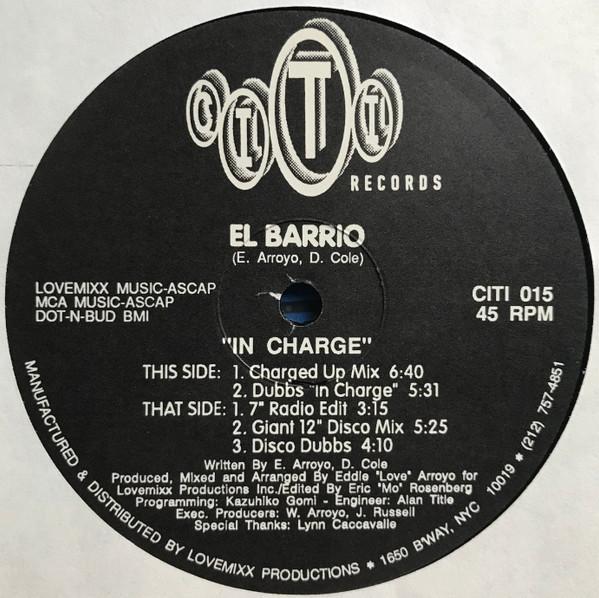 CITI
RECORDS
EL BARRIO
(E. Arroyo, D. Cole)
LOVEMIXX MUSIC-ASCAP
MCA MUSIC-ASCAP
DOT-N-BUD BMI
CITI 015
45 RPM
"IN CHARGE"
THIS SIDE: 1. Charged Up Mix 6:40
2. Dubbs "In Charge" 5:31
THAT SIDE: 1. 7" Radio Edit 3:15
2. Giant 12" Disco Mix 5:25
3. Disco Dubbs 4:10
Written By E. Arroyo, D. Cole
Produced, Mixed and Arranged By Eddie "Love" Arroyo for
Lovemixx Productions Inc./Edited By Eric "Mo" Rosenberg
Programming: Kazuhiko Gomi - Engineer: Alan Title
Exec. Producers: W. Arroyo, J. Russell
Special Thanks: Lynn Caccavalle
MANUFACTURED & DISTRIBUTED BY LOVEMIXX PRODUCTIONS * 1650 B'WAY, NYC 10019 * (212) 757-4851